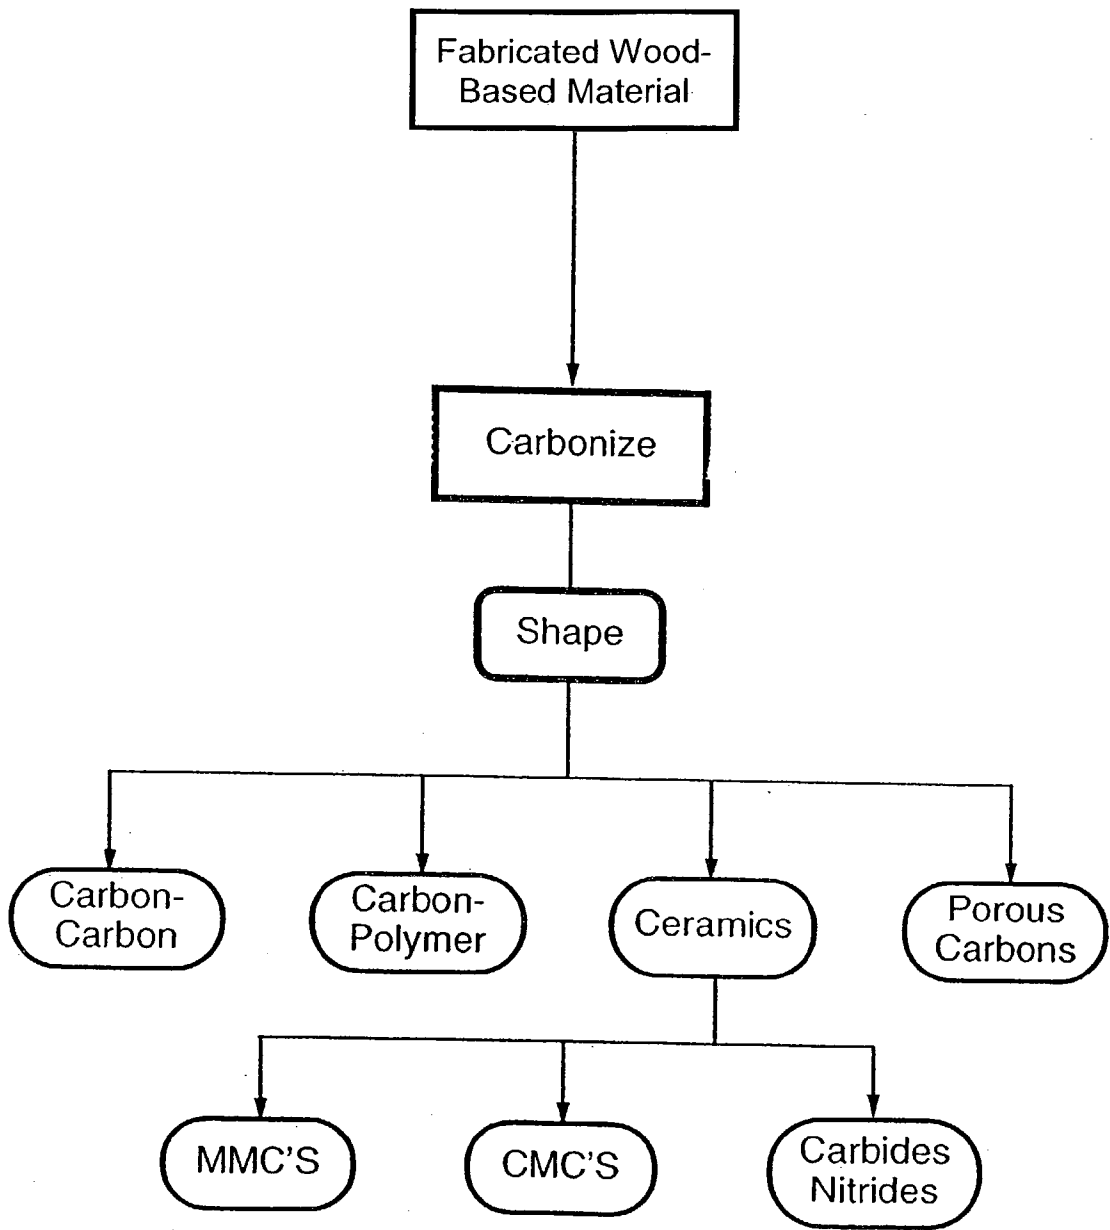 Fabricated Wood-
Based Material
Carbonize
Shape
Carbon-
Carbon
Carbon-
Polymer
Ceramics
Porous
Carbons
MMC'S
CMC'S
Carbides
Nitrides